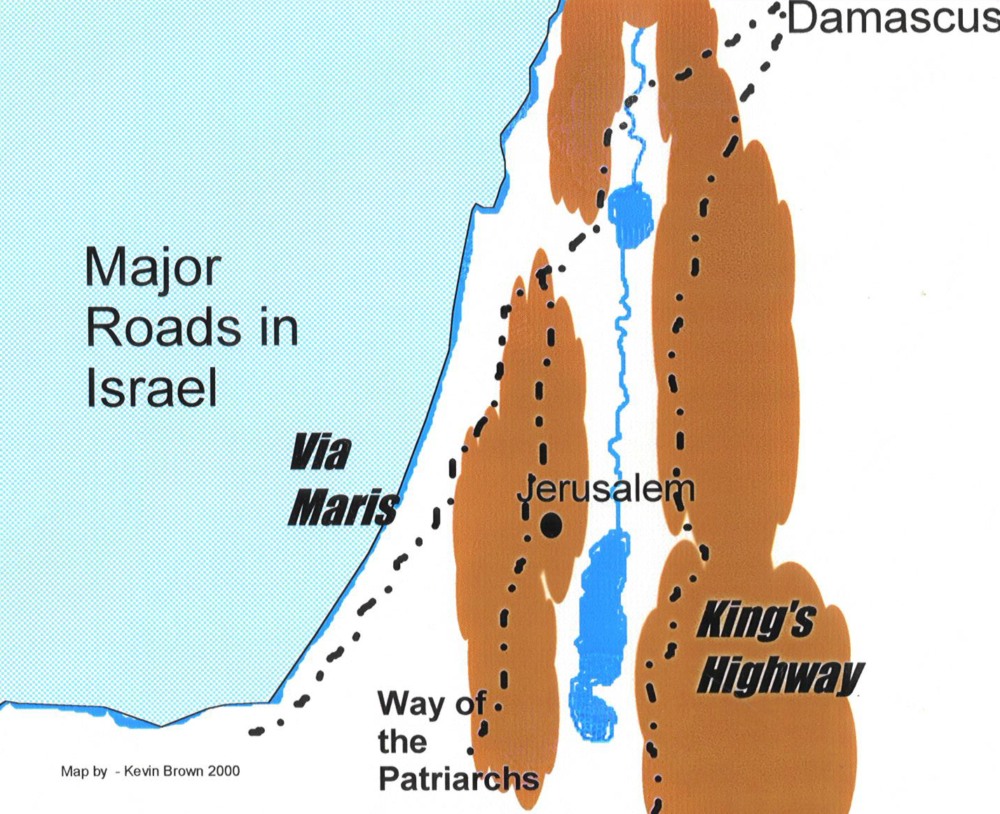 Damascus
Major
Roads in
Israel
Via
Maris
Jerusalem
King's
Highway
Way of
the
Patriarchs
Map by - Kevin Brown 2000